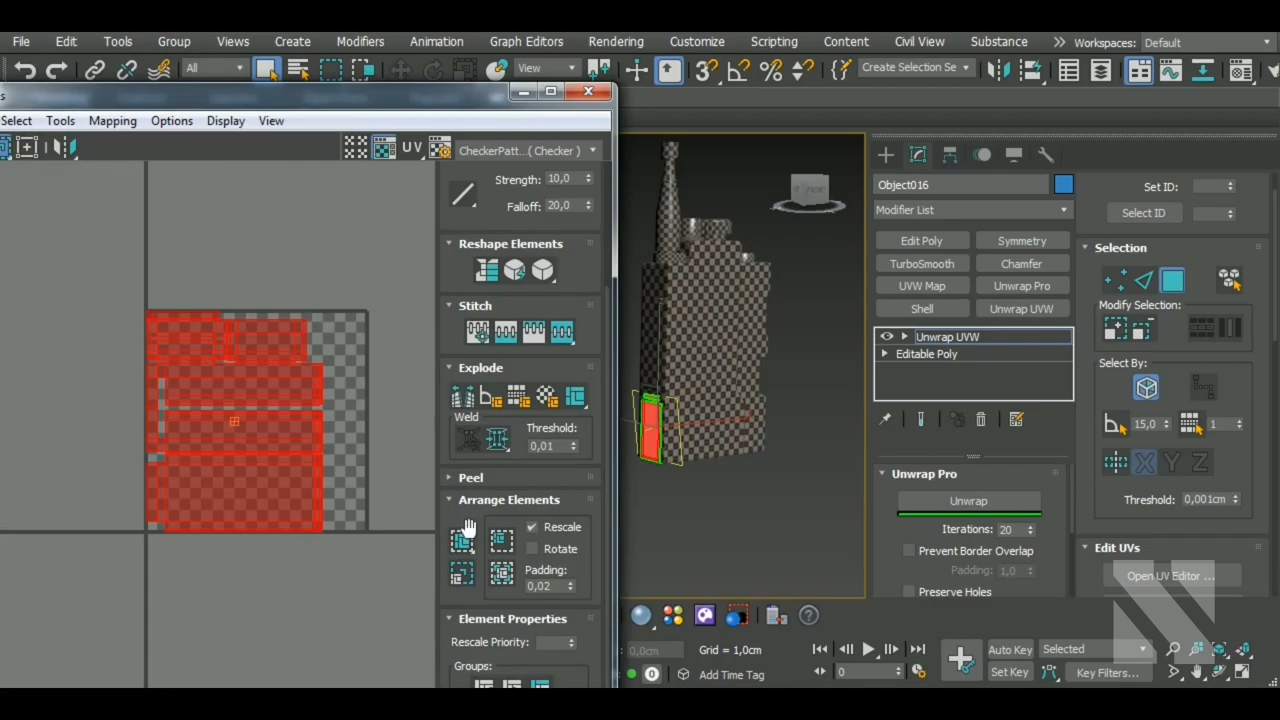 File Edit Tools Group Views Create Modifiers Animation Graph Editors Rendering Customize Scripting Content Civil View Substance Workspaces: Default
All View Create Selection Se
s
Select Tools Mapping Options Display View
UV CheckerPatt...( Checker )
Strength: 10,0
Falloff: 20,0
Reshape Elements
Stitch
Explode
Weld
Threshold:
0,01
Peel
Arrange Elements
Rescale
Rotate
Padding:
0,02
Element Properties
Rescale Priority:
Groups:
Object016
Modifier List
Edit Poly Symmetry
TurboSmooth Chamfer
UVW Map Unwrap Pro
Shell Unwrap UVW
Unwrap UVW
Editable Poly
Unwrap Pro
Unwrap
Iterations: 20
Prevent Border Overlap
Padding: 1,0
Preserve Holes
Set ID:
Select ID
Selection
Modify Selection:
Select By:
15,0 1
X Y Z
Threshold: 0,001cm
Edit UVs
Open UV Editor ...
0,0cm Grid = 1,0cm
Auto Key Selected
0 Add Time Tag 0 Set Key Key Filters...